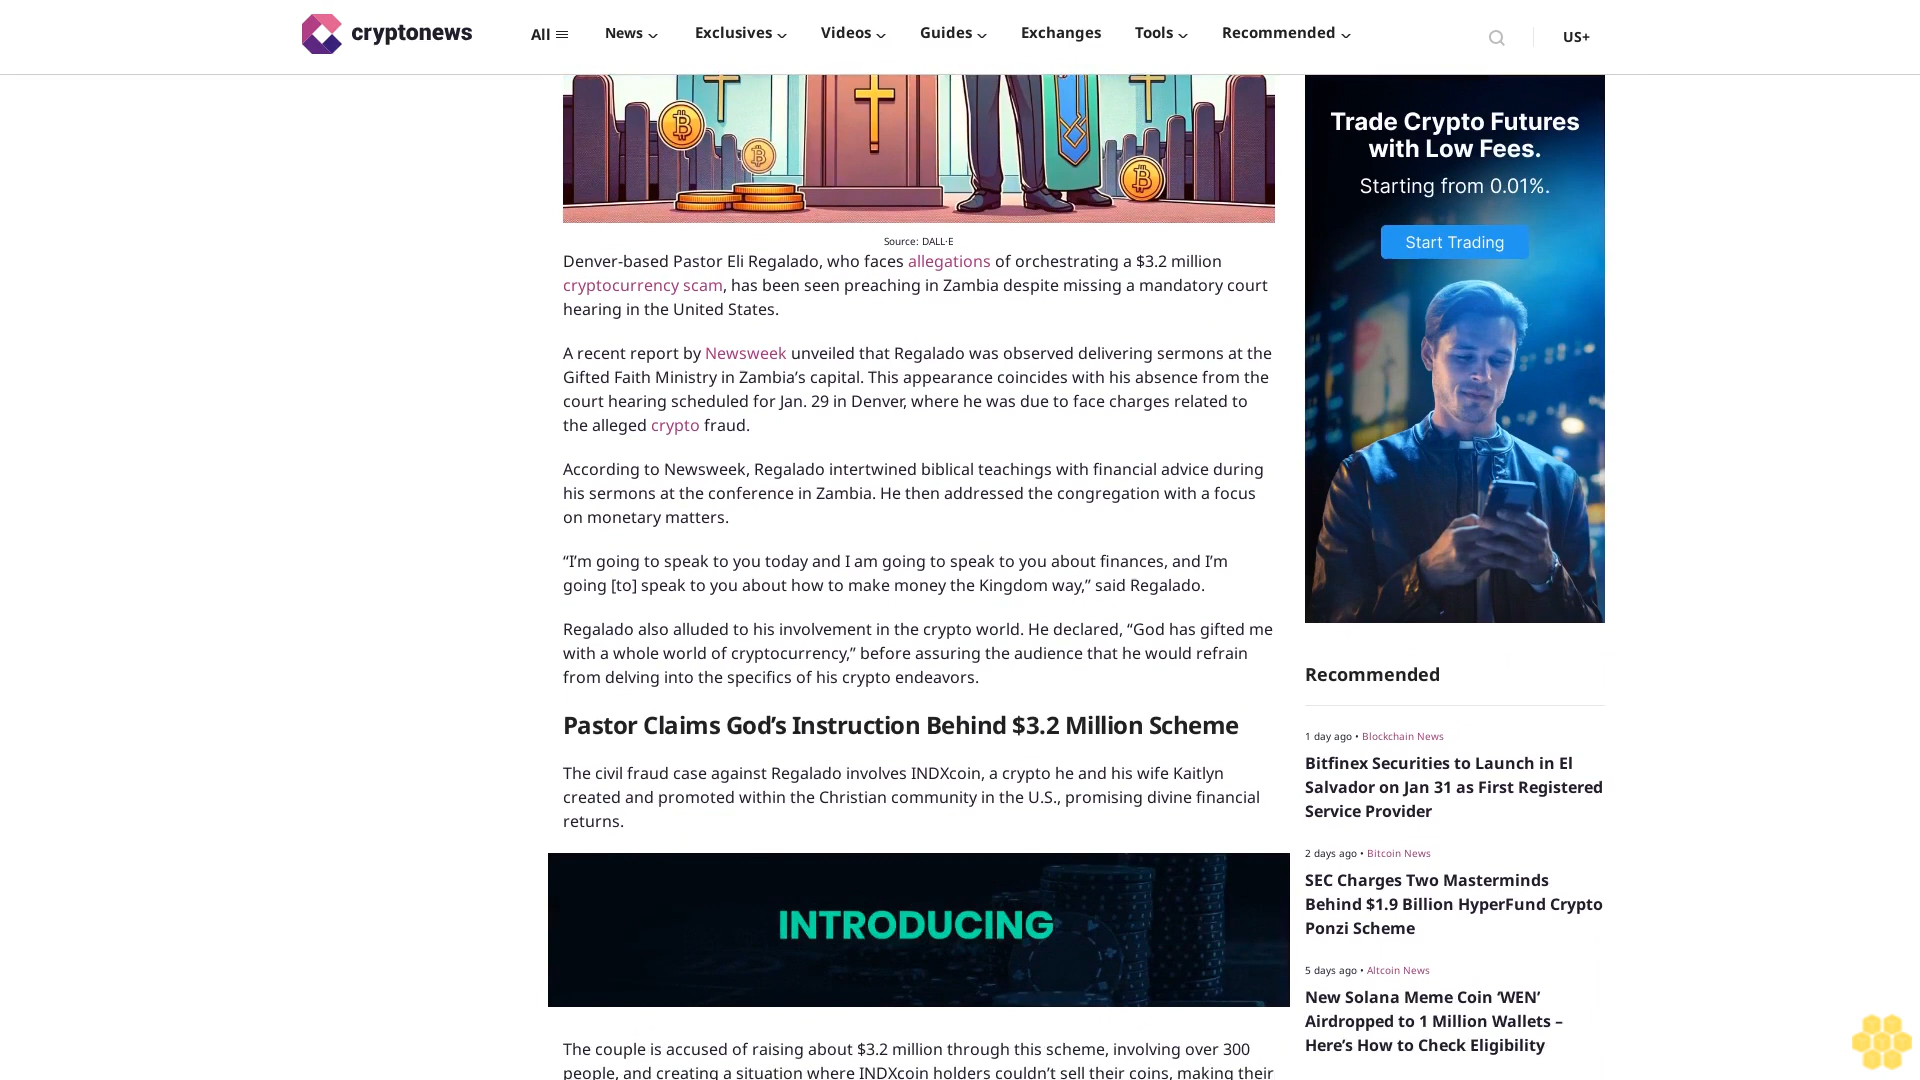 cryptonews
All
News
Exclusives
Videos
Guides
Exchanges
Tools
Recommended
US+
Source: DALL·E
Denver-based Pastor Eli Regalado, who faces allegations of orchestrating a $3.2 million
cryptocurrency scam, has been seen preaching in Zambia despite missing a mandatory court
hearing in the United States.
A recent report by Newsweek unveiled that Regalado was observed delivering sermons at the
Gifted Faith Ministry in Zambia’s capital. This appearance coincides with his absence from the
court hearing scheduled for Jan. 29 in Denver, where he was due to face charges related to
the alleged crypto fraud.
According to Newsweek, Regalado intertwined biblical teachings with financial advice during
his sermons at the conference in Zambia. He then addressed the congregation with a focus
on monetary matters.
“I’m going to speak to you today and I am going to speak to you about finances, and I’m
going [to] speak to you about how to make money the Kingdom way,” said Regalado.
Regalado also alluded to his involvement in the crypto world. He declared, “God has gifted me
with a whole world of cryptocurrency,” before assuring the audience that he would refrain
from delving into the specifics of his crypto endeavors.
Pastor Claims God’s Instruction Behind $3.2 Million Scheme
The civil fraud case against Regalado involves INDXcoin, a crypto he and his wife Kaitlyn
created and promoted within the Christian community in the U.S., promising divine financial
returns.
INTRODUCING
The couple is accused of raising about $3.2 million through this scheme, involving over 300
people, and creating a situation where INDXcoin holders couldn’t sell their coins, making their
Trade Crypto Futures
with Low Fees.
Starting from 0.01%.
Start Trading
Recommended
1 day ago • Blockchain News
Bitfinex Securities to Launch in El
Salvador on Jan 31 as First Registered
Service Provider
2 days ago • Bitcoin News
SEC Charges Two Masterminds
Behind $1.9 Billion HyperFund Crypto
Ponzi Scheme
5 days ago • Altcoin News
New Solana Meme Coin ‘WEN’
Airdropped to 1 Million Wallets –
Here’s How to Check Eligibility